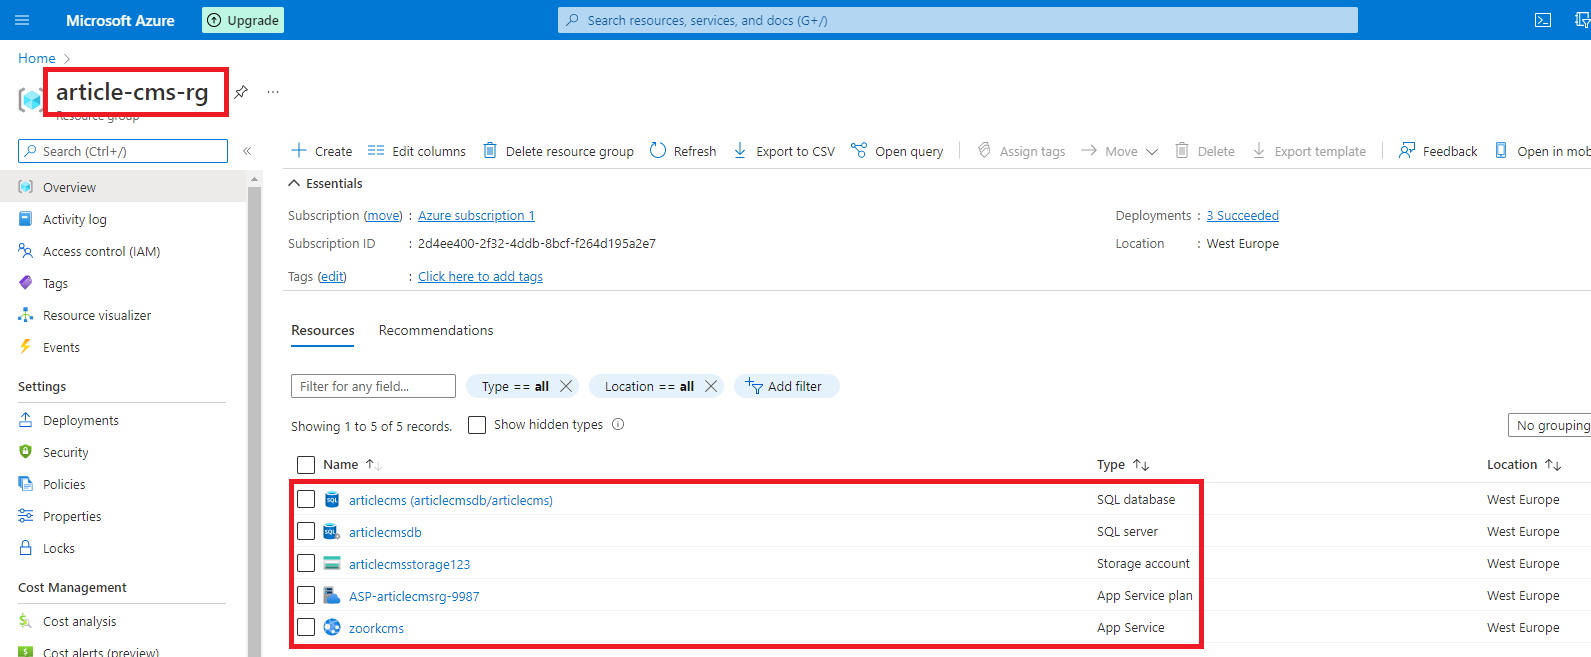 Microsoft Azure
Upgrade
Search resources, services, and docs (G+/)
Home
article-cms-rg
Resource group
Search (Ctrl+/)
Create
Edit columns
Delete resource group
Refresh
Export to CSV
Open query
Assign tags
Move
Delete
Export template
Feedback
Open in mob
Overview
Activity log
Access control (IAM)
Tags
Resource visualizer
Events
Settings
Deployments
Security
Policies
Properties
Locks
Cost Management
Cost analysis
Cost alerts (preview)
Essentials
Subscription (move) : Azure subscription 1
Subscription ID : 2d4ee400-2f32-4ddb-8bcf-f264d195a2e7
Tags (edit) : Click here to add tags
Deployments : 3 Succeeded
Location : West Europe
Resources
Recommendations
Filter for any field...
Type == all
Location == all
Add filter
Showing 1 to 5 of 5 records.
Show hidden types
No grouping
Name Type Location
articlecms (articlecmsdb/articlecms) SQL database West Europe
articlecmsdb SQL server West Europe
articlecmsstorage123 Storage account West Europe
ASP-articlecmsrg-9987 App Service plan West Europe
zoorkcms App Service West Europe